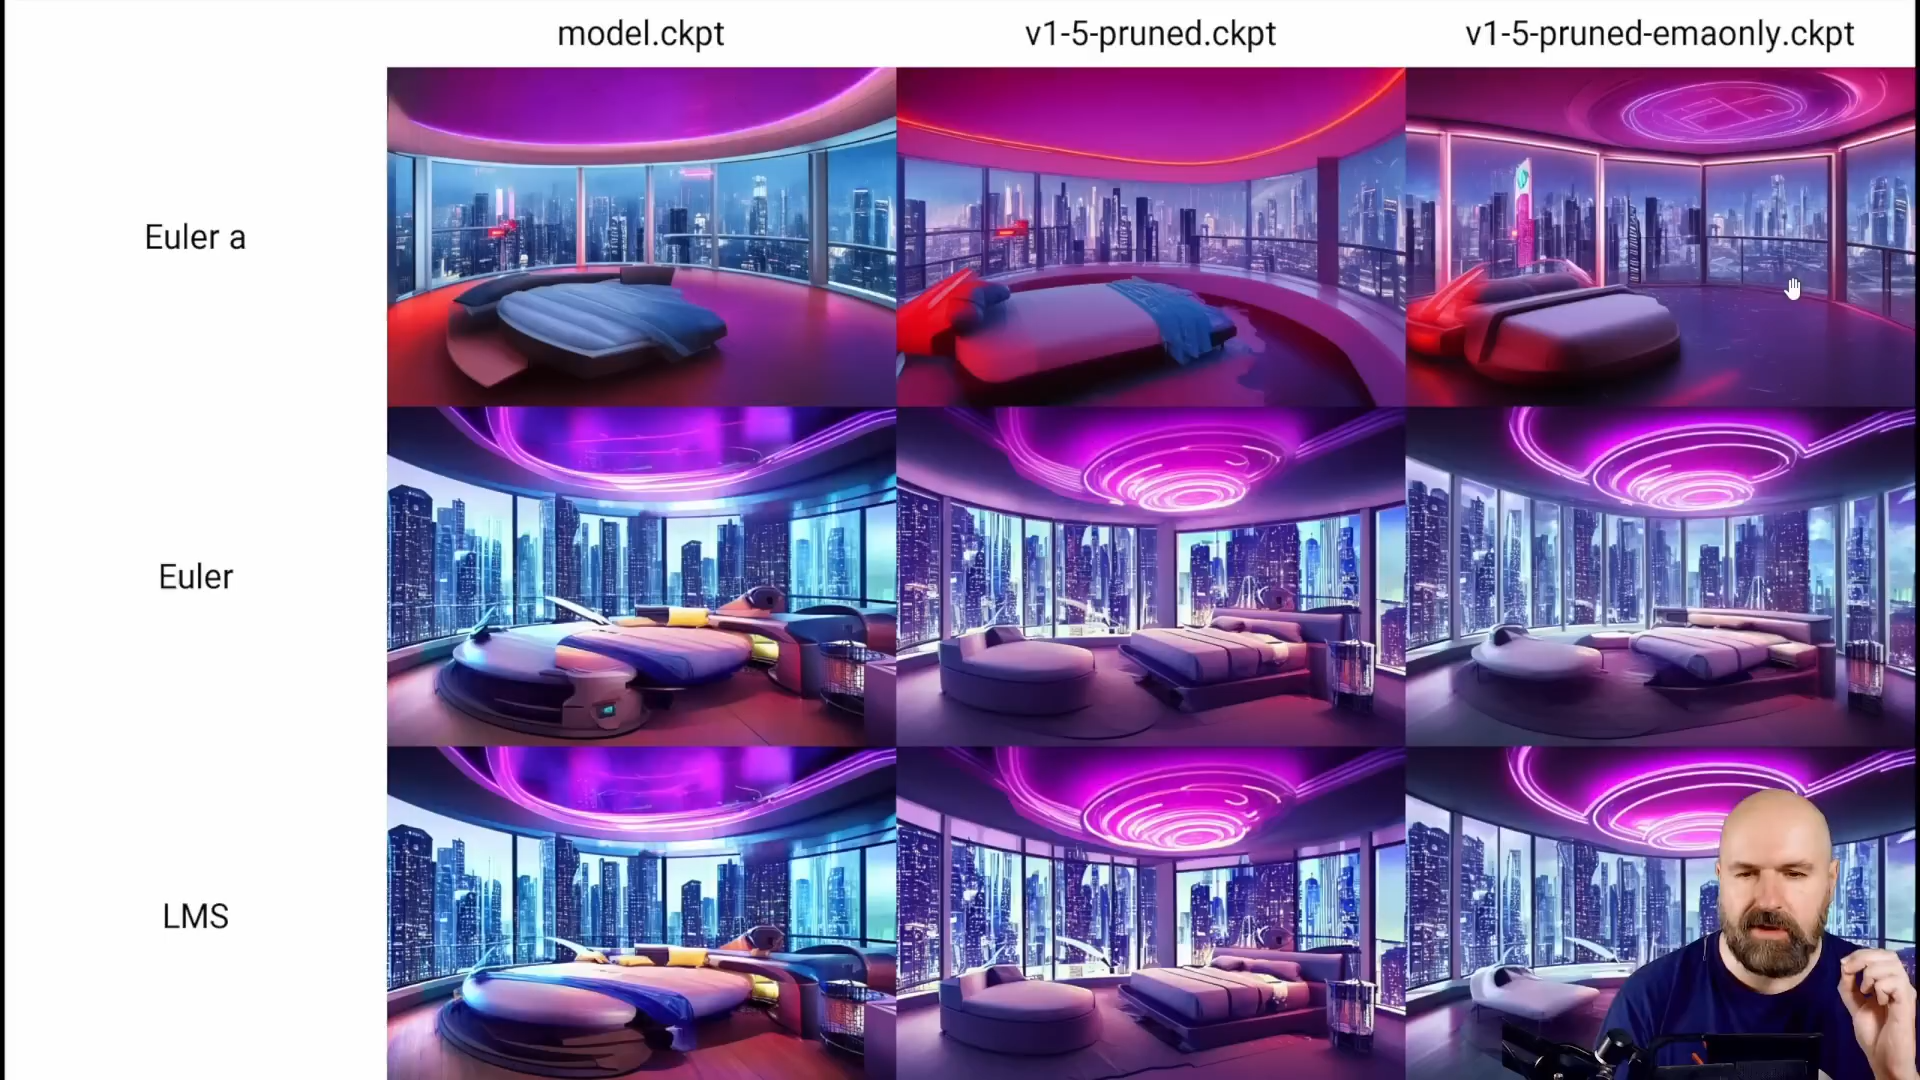 model.ckpt
v1-5-pruned.ckpt
v1-5-pruned-emaonly.ckpt
Euler a
Euler
LMS